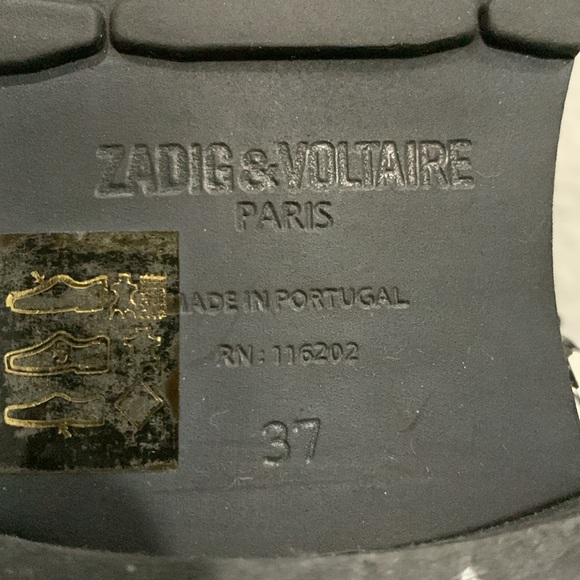 ZADIG&VOLTAIRE
PARIS
MADE IN PORTUGAL
RN: 116202
37